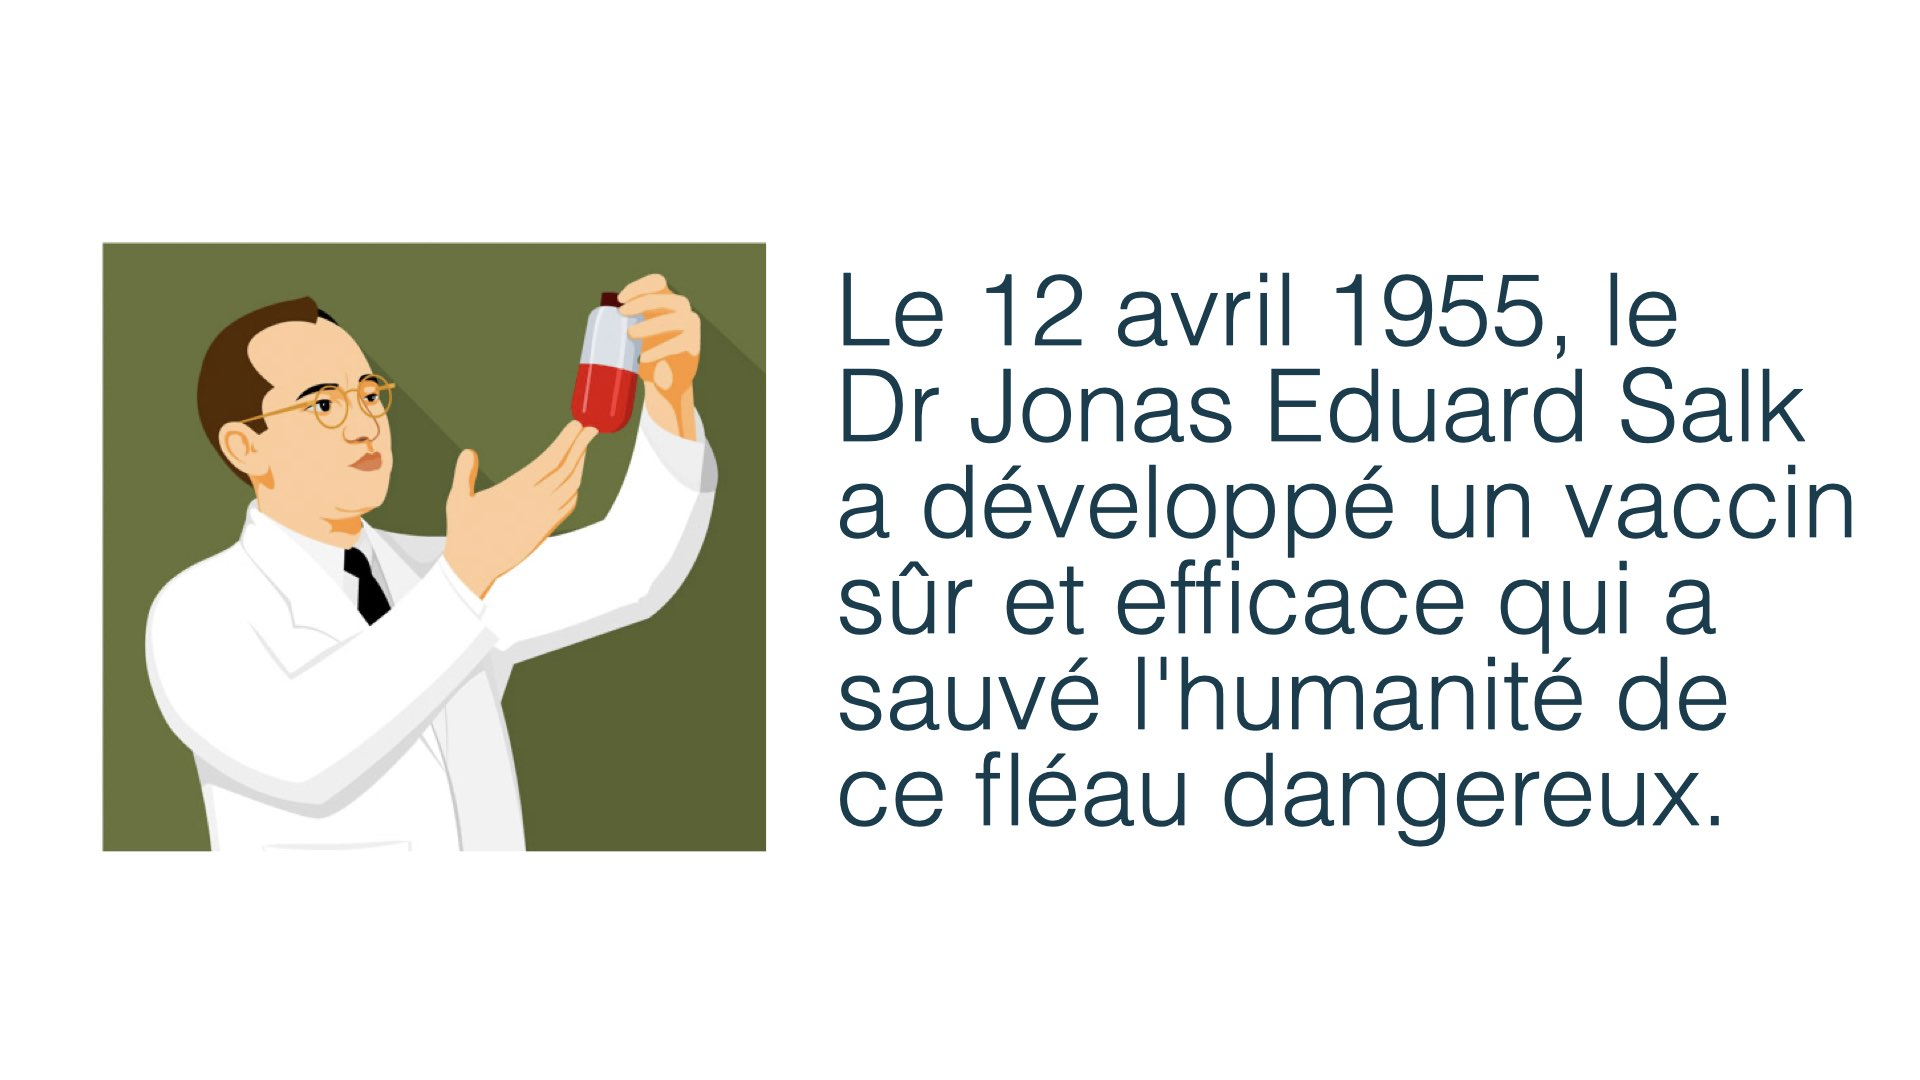 Le 12 avril 1955, le
Dr Jonas Eduard Salk
a développé un vaccin
sûr et efficace qui a
sauvé l'humanité de
ce fléau dangereux.